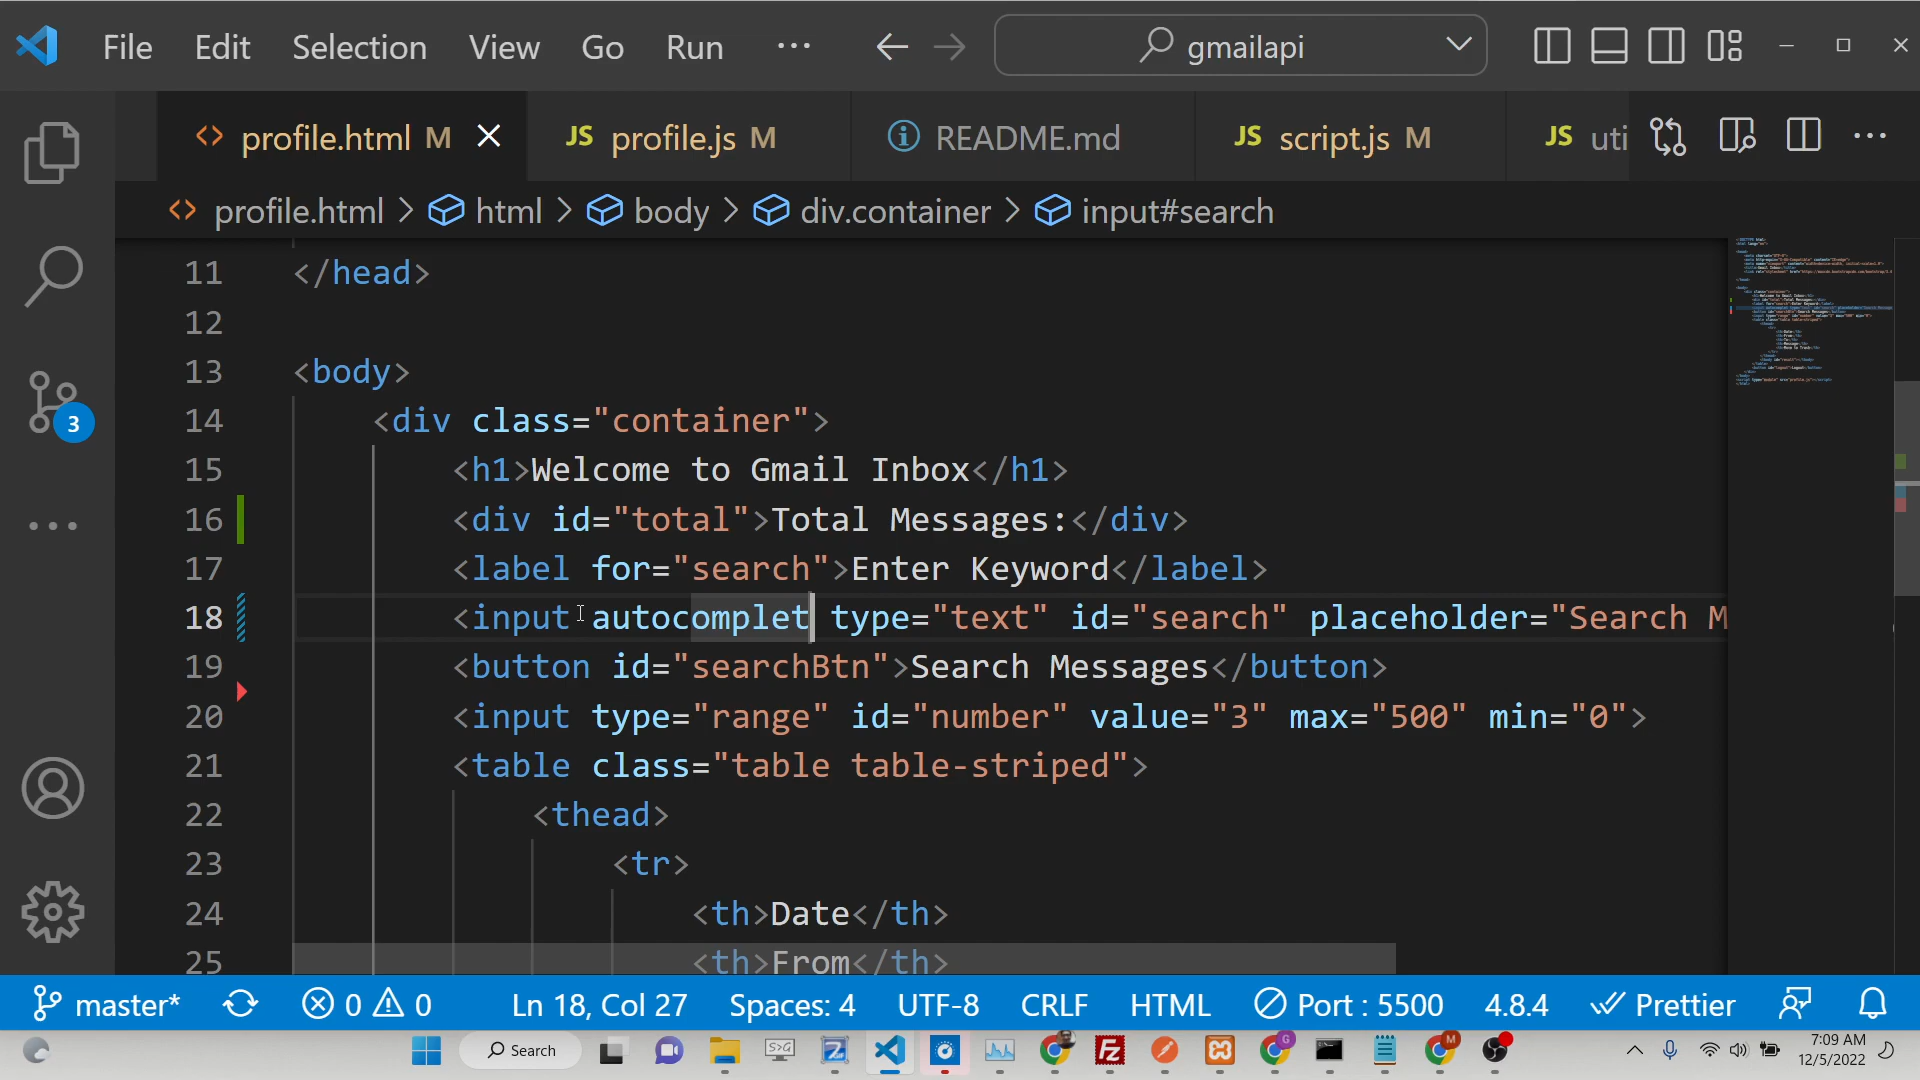 File Edit Selection View Go Run ... gmailapi
<> profile.html M JS profile.js M README.md JS script.js M JS uti
<> profile.html > html > body > div.container > input#search
11 </head>
12
13 <body>
14 <div class="container">
15 <h1>Welcome to Gmail Inbox</h1>
16 <div id="total">Total Messages:</div>
17 <label for="search">Enter Keyword</label>
18 <input autocomplet type="text" id="search" placeholder="Search M
19 <button id="searchBtn">Search Messages</button>
20 <input type="range" id="number" value="3" max="500" min="0">
21 <table class="table table-striped">
22 <thead>
23 <tr>
24 <th>Date</th>
25 <th>From</th>
3
master* 0 0 Ln 18, Col 27 Spaces: 4 UTF-8 CRLF HTML Port : 5500 4.8.4 Prettier
Search 7:09 AM
12/5/2022